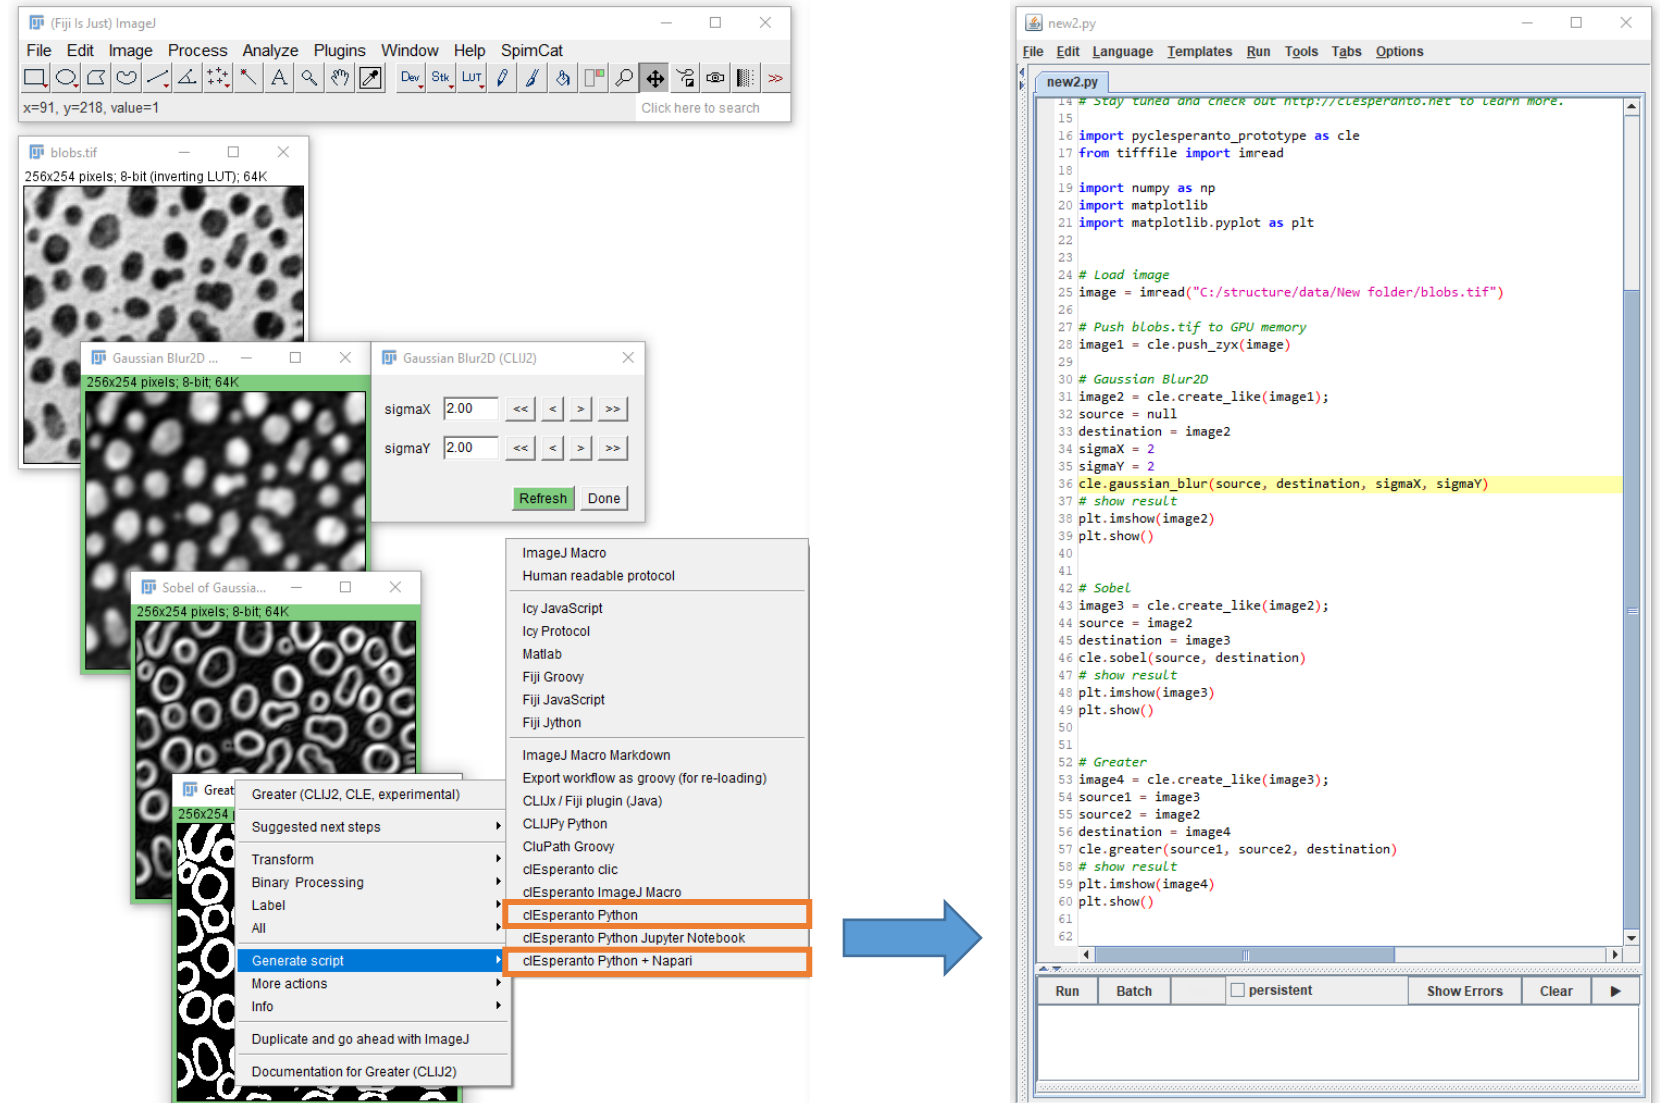 (Fiji Is Just) ImageJ
File Edit Image Process Analyze Plugins Window Help SpimCat
A Dev Stk LUT >>
x=91, y=218, value=1
Click here to search
blobs.tif
256x254 pixels; 8-bit (inverting LUT); 64K
Gaussian Blur2D ...
256x254 pixels; 8-bit; 64K
Gaussian Blur2D (CLIJ2)
sigmaX 2.00 << < > >>
sigmaY 2.00 << < > >>
Refresh Done
Sobel of Gaussia...
256x254 pixels; 8-bit; 64K
Great
256x254 p
Greater (CLIJ2, CLE, experimental)
Suggested next steps
Transform
Binary Processing
Label
All
Generate script
More actions
Info
Duplicate and go ahead with ImageJ
Documentation for Greater (CLIJ2)
ImageJ Macro
Human readable protocol
Icy JavaScript
Icy Protocol
Matlab
Fiji Groovy
Fiji JavaScript
Fiji Jython
ImageJ Macro Markdown
Export workflow as groovy (for re-loading)
CLIJx / Fiji plugin (Java)
CLIJPy Python
CluPath Groovy
clEsperanto clic
clEsperanto ImageJ Macro
clEsperanto Python
clEsperanto Python Jupyter Notebook
clEsperanto Python + Napari
new2.py
File Edit Language Templates Run Tools Tabs Options
new2.py
14 # Stay tuned and check out http://clesperanto.net to learn more.
15
16 import pyclesperanto_prototype as cle
17 from tifffile import imread
18
19 import numpy as np
20 import matplotlib
21 import matplotlib.pyplot as plt
22
23
24 # Load image
25 image = imread("C:/structure/data/New folder/blobs.tif")
26
27 # Push blobs.tif to GPU memory
28 image1 = cle.push_zyx(image)
29
30 # Gaussian Blur2D
31 image2 = cle.create_like(image1);
32 source = null
33 destination = image2
34 sigmaX = 2
35 sigmaY = 2
36 cle.gaussian_blur(source, destination, sigmaX, sigmaY)
37 # show result
38 plt.imshow(image2)
39 plt.show()
40
41
42 # Sobel
43 image3 = cle.create_like(image2);
44 source = image2
45 destination = image3
46 cle.sobel(source, destination)
47 # show result
48 plt.imshow(image3)
49 plt.show()
50
51
52 # Greater
53 image4 = cle.create_like(image3);
54 source1 = image3
55 source2 = image2
56 destination = image4
57 cle.greater(source1, source2, destination)
58 # show result
59 plt.imshow(image4)
60 plt.show()
61
62
Run Batch persistent Show Errors Clear